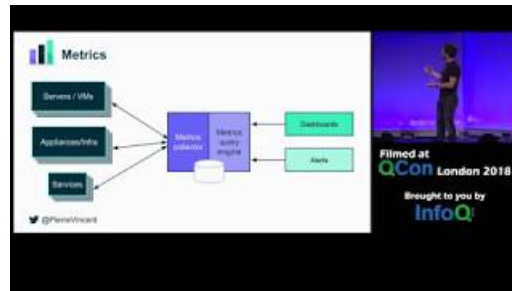 Metrics
Servers / VMs
Appliances/Infra
Services
Metrics
collector
Metrics
query
engine
Dashboards
Alerts
@PierreVincent
Filmed at
QCon London 2018
Brought to you by
InfoQ